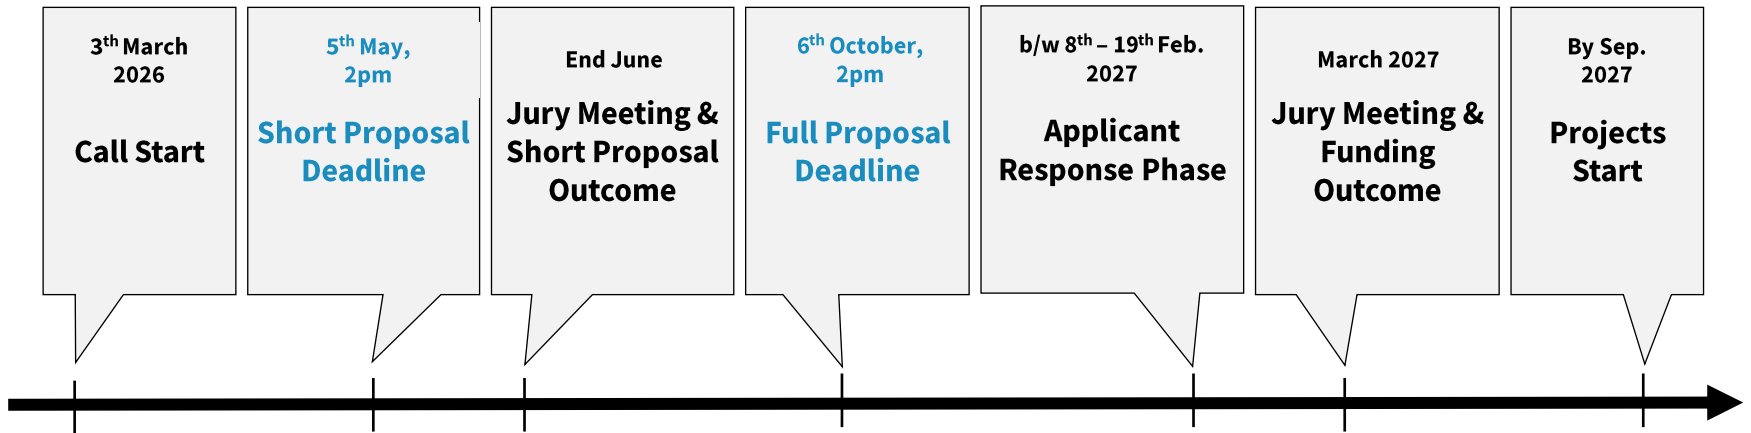 3th March
2026
Call Start
5th May,
2pm
Short Proposal
Deadline
End June
Jury Meeting &
Short Proposal
Outcome
6th October,
2pm
Full Proposal
Deadline
b/w 8th – 19th Feb.
2027
Applicant
Response Phase
March 2027
Jury Meeting &
Funding
Outcome
By Sep.
2027
Projects
Start